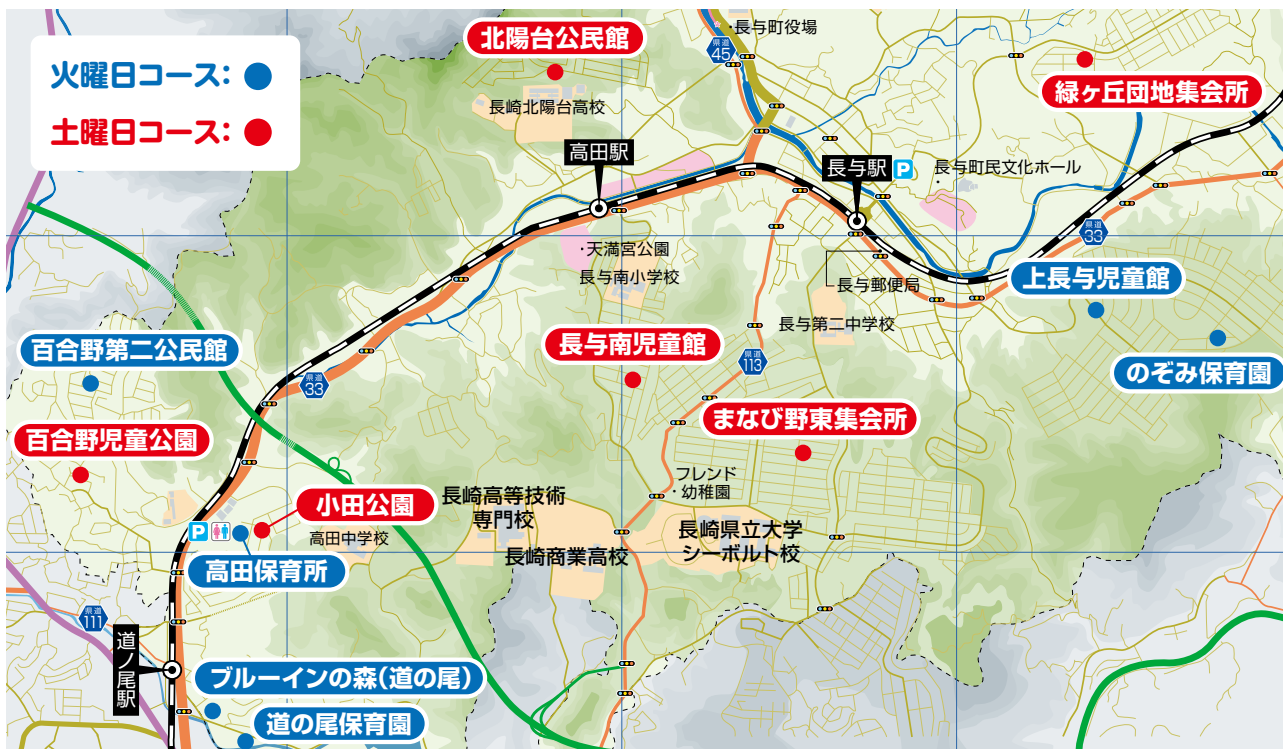 火曜日コース:
土曜日コース:
北陽台公民館
長与町役場
県道
45
緑ヶ丘団地集会所
長崎北陽台高校
高田駅
長与駅
P
長与町民文化ホール
・天満宮公園
長与南小学校
長与郵便局
県道
33
上長与児童館
長与第二中学校
長与南児童館
県道
113
のぞみ保育園
百合野第二公民館
県道
33
百合野児童公園
まなび野東集会所
フレンド
・幼稚園
小田公園
長崎高等技術
専門校
高田中学校
長崎商業高校
長崎県立大学
シーボルト校
P
高田保育所
県道
111
道ノ尾駅
ブルーインの森(道の尾)
道の尾保育園